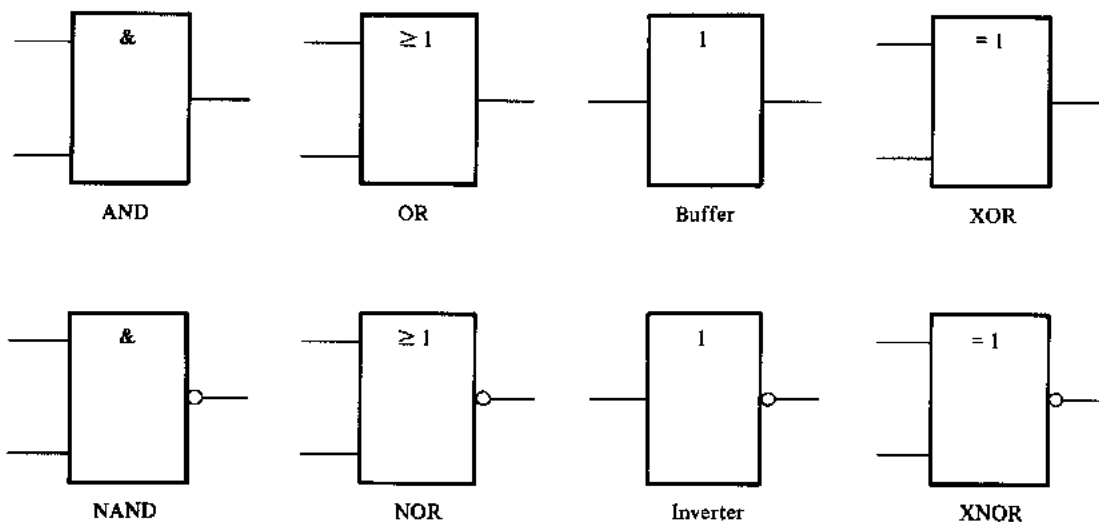 & ≥ 1 1 = 1
AND OR Buffer XOR
& ≥ 1 1 = 1
NAND NOR Inverter XNOR